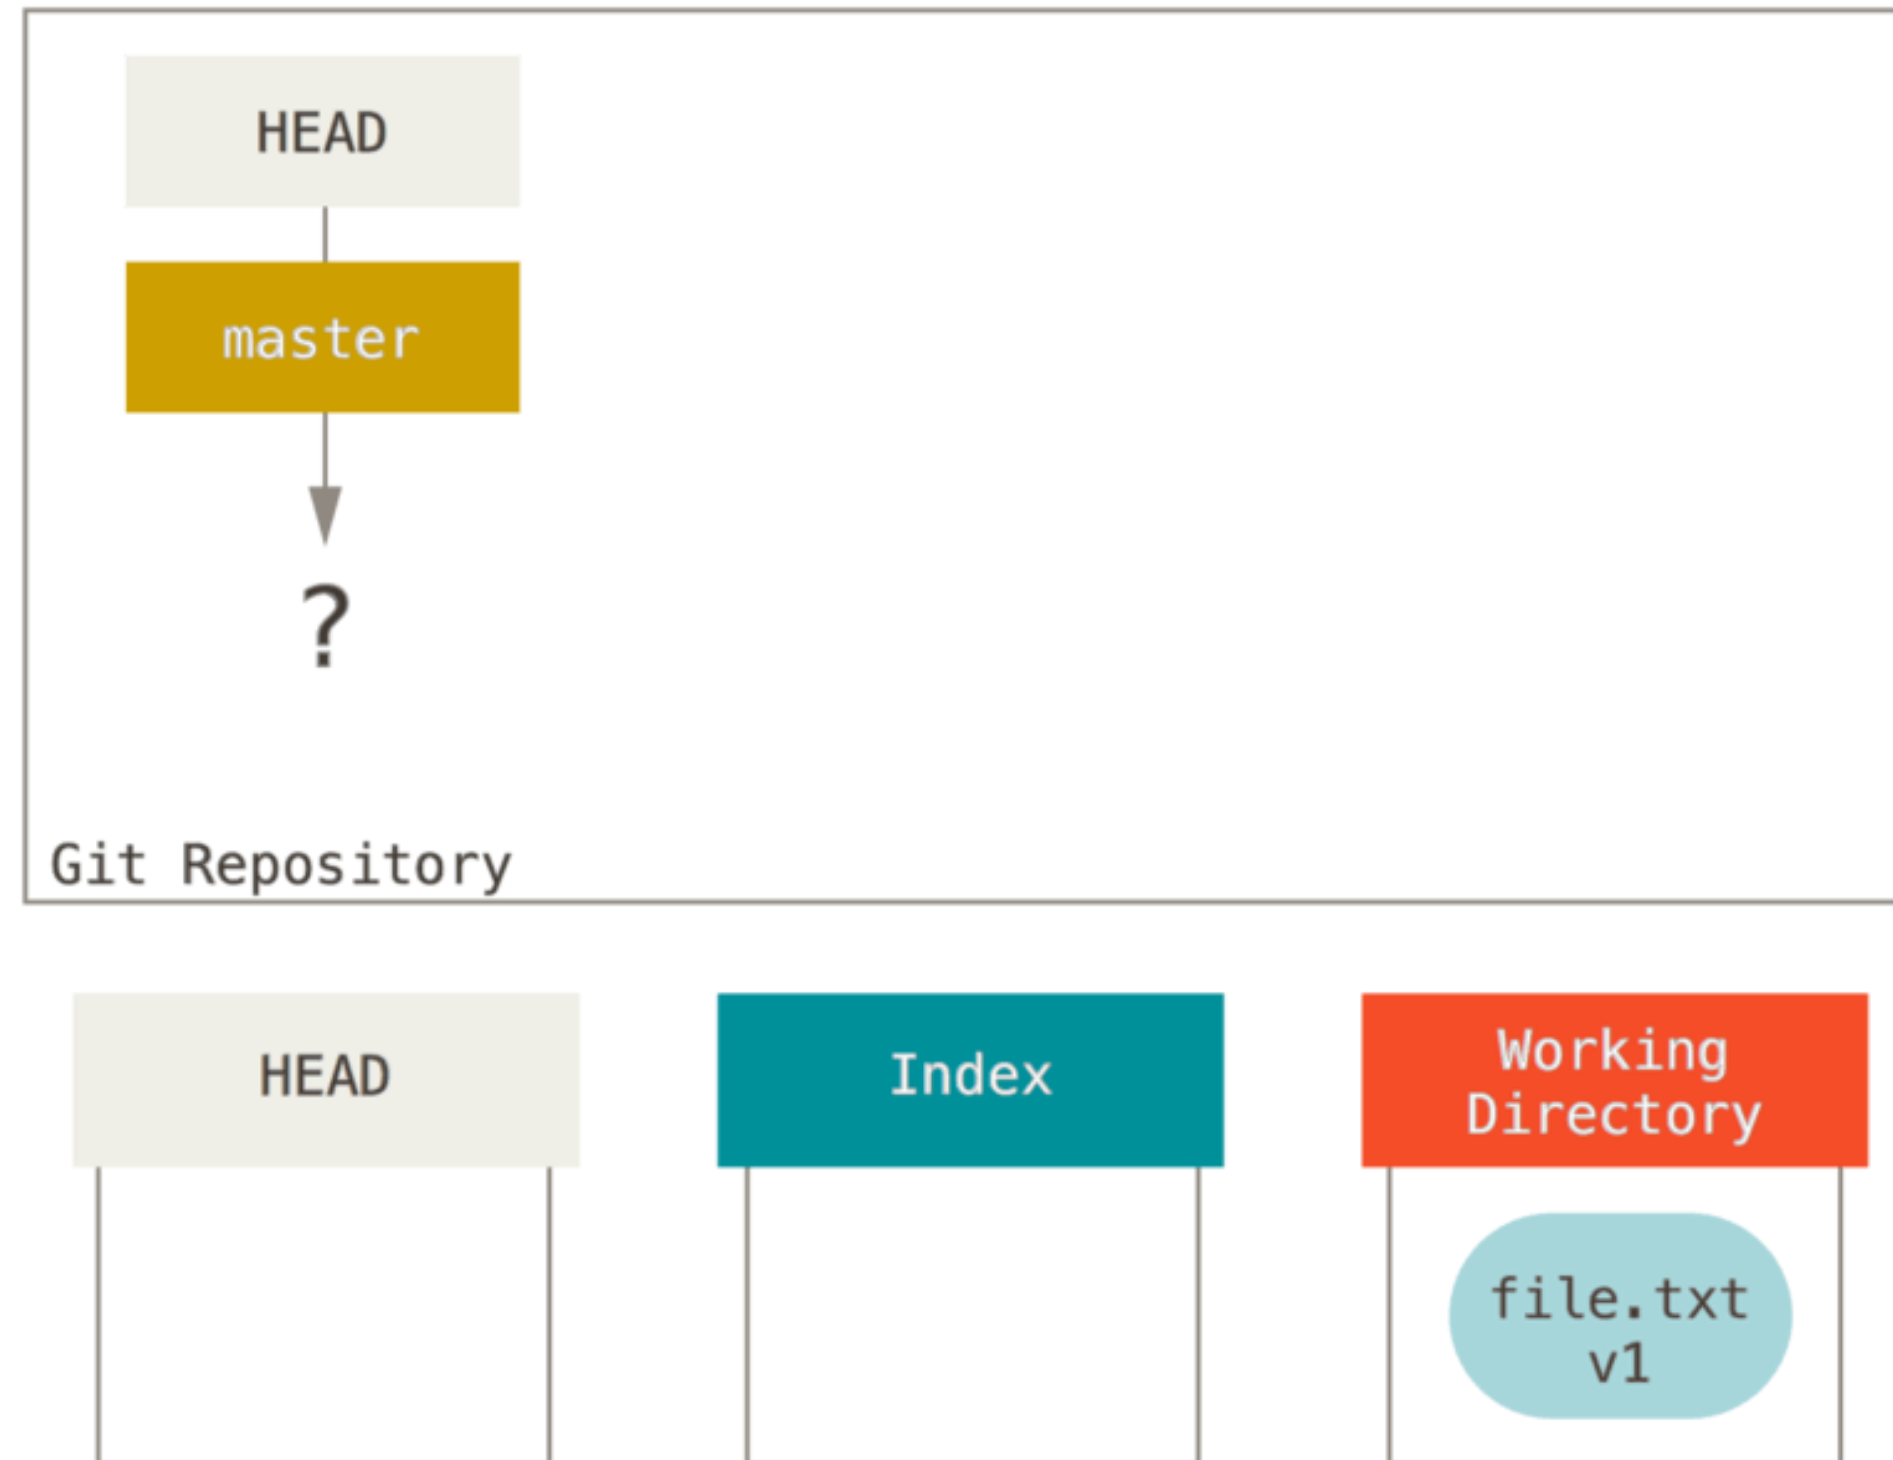 HEAD
master
?
Git Repository
HEAD
Index
Working
Directory
file.txt
v1